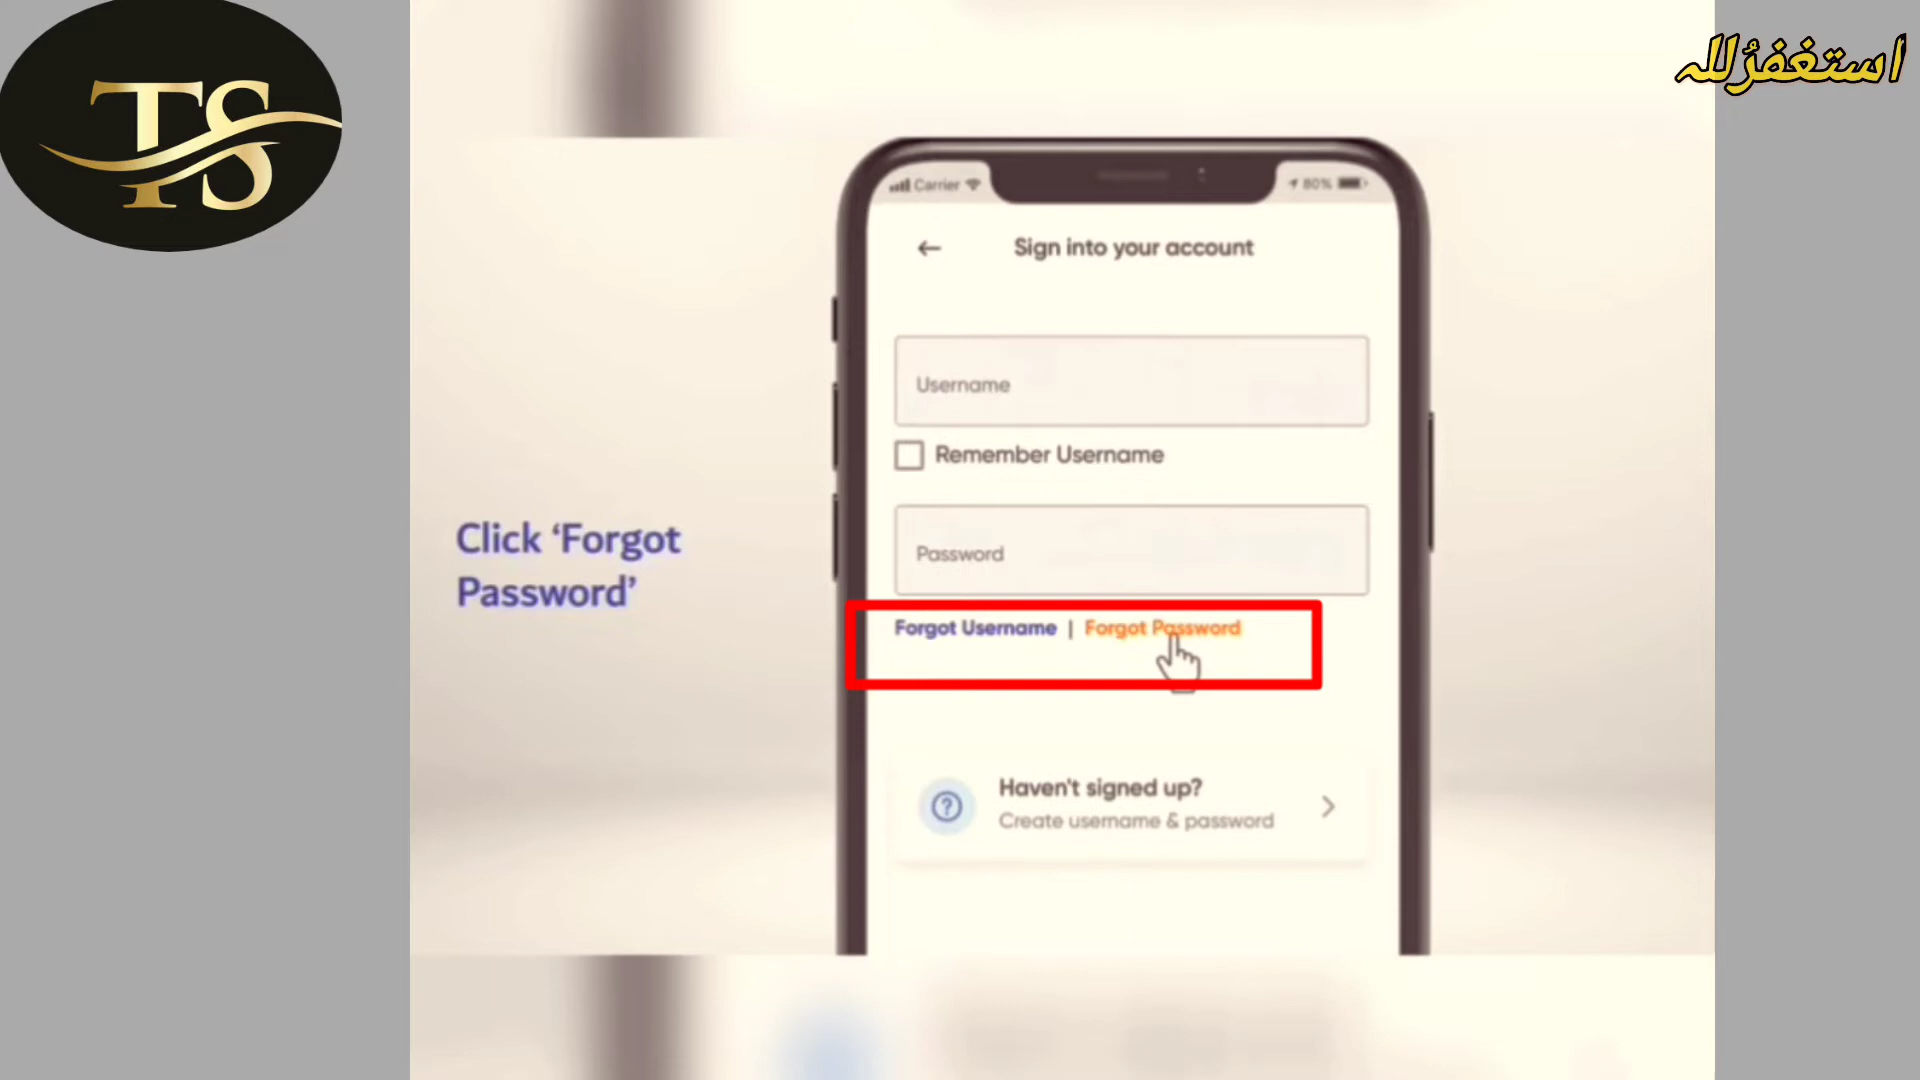 TS
استغفرُللہ
Carrier
80%
Sign into your account
Username
Remember Username
Click ‘Forgot
Password’
Password
Forgot Username | Forgot Password
?
Haven't signed up?
Create username & password